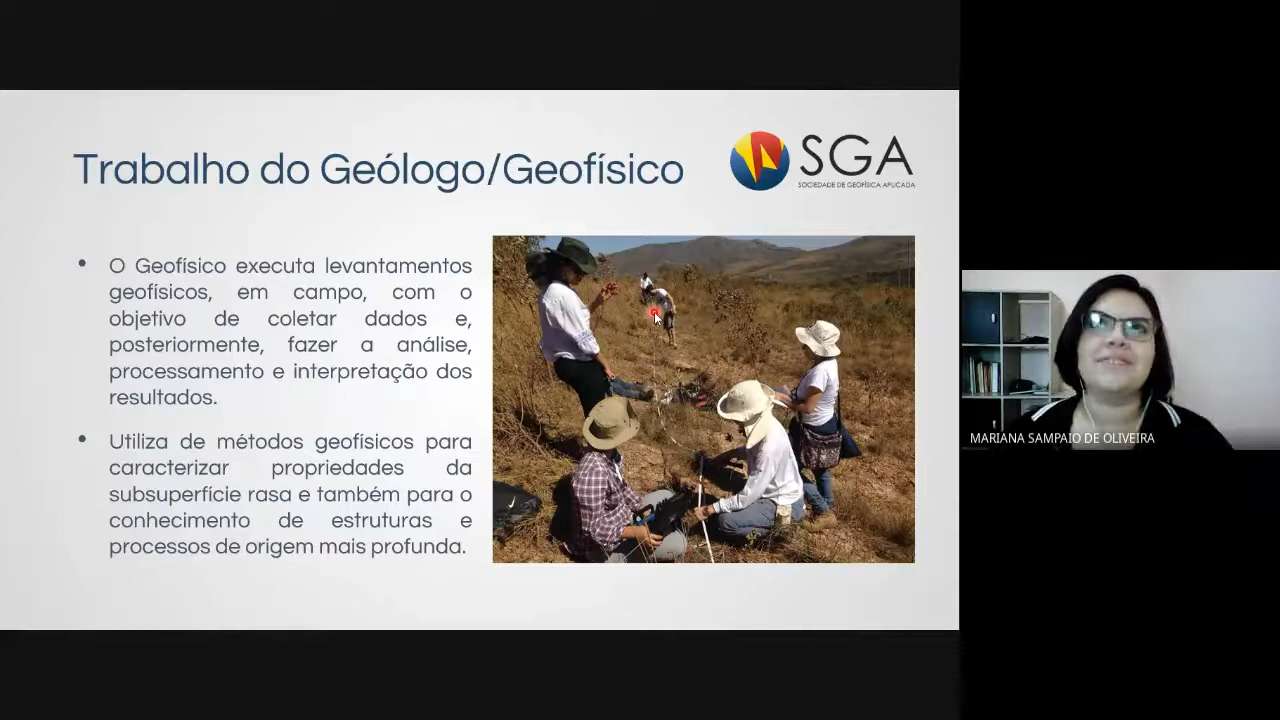 Trabalho do Geólogo/Geofísico
SGA
SOCIEDADE DE GEOFÍSICA APLICADA
• O Geofísico executa levantamentos
geofísicos, em campo, com o
objetivo de coletar dados e,
posteriormente, fazer a análise,
processamento e interpretação dos
resultados.
• Utiliza de métodos geofísicos para
caracterizar propriedades da
subsuperfície rasa e também para o
conhecimento de estruturas e
processos de origem mais profunda.
MARIANA SAMPAIO DE OLIVEIRA